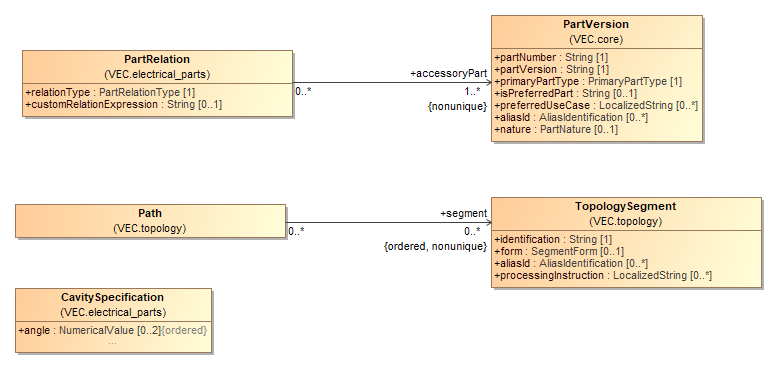 PartRelation
(VEC.electrical_parts)
+relationType : PartRelationType [1]
+customRelationExpression : String [0..1]
0..*
+accessoryPart
1..*
{nonunique}
PartVersion
(VEC.core)
+partNumber : String [1]
+partVersion : String [1]
+primaryPartType : PrimaryPartType [1]
+isPreferredPart : String [0..1]
+preferredUseCase : LocalizedString [0..*]
+aliasId : AliasIdentification [0..*]
+nature : PartNature [0..1]
Path
(VEC.topology)
0..*
+segment
0..*
{ordered, nonunique}
TopologySegment
(VEC.topology)
+identification : String [1]
+form : SegmentForm [0..1]
+aliasId : AliasIdentification [0..*]
+processingInstruction : LocalizedString [0..*]
CavitySpecification
(VEC.electrical_parts)
+angle : NumericalValue [0..2]{ordered}
...